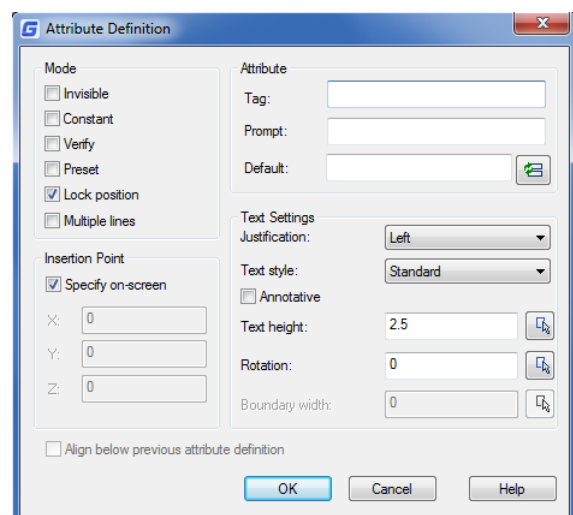 Attribute Definition
Mode
Invisible
Constant
Verify
Preset
Lock position
Multiple lines
Attribute
Tag:
Prompt:
Default:
Insertion Point
Specify on-screen
X: 0
Y: 0
Z: 0
Text Settings
Justification: Left
Text style: Standard
Annotative
Text height: 2.5
Rotation: 0
Boundary width: 0
Align below previous attribute definition
OK Cancel Help